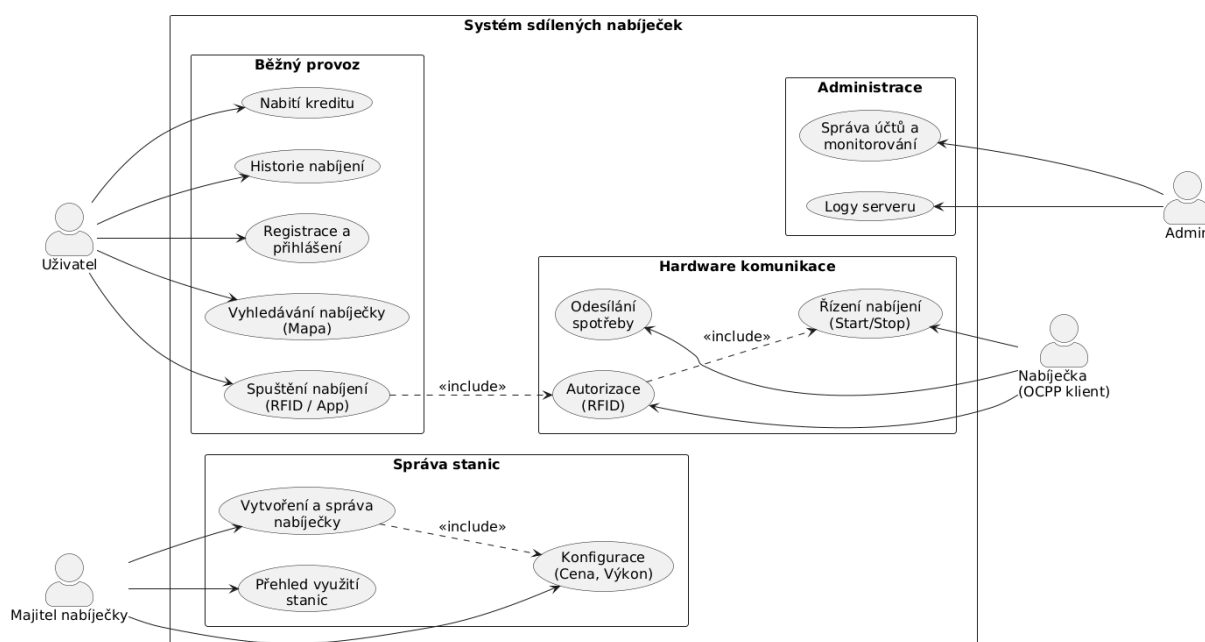 Systém sdílených nabíječek
Běžný provoz
Nabití kreditu
Historie nabíjení
Registrace a
přihlášení
Vyhledávání nabíječky
(Mapa)
Spuštění nabíjení
(RFID / App)
Uživatel
«include»
Administrace
Správa účtů a
monitorování
Logy serveru
Admin
Hardware komunikace
Odesílání
spotřeby
Řízení nabíjení
(Start/Stop)
«include»
Autorizace
(RFID)
Nabíječka
(OCPP klient)
Správa stanic
Vytvoření a správa
nabíječky
«include»
Konfigurace
(Cena, Výkon)
Přehled využití
stanic
Majitel nabíječky